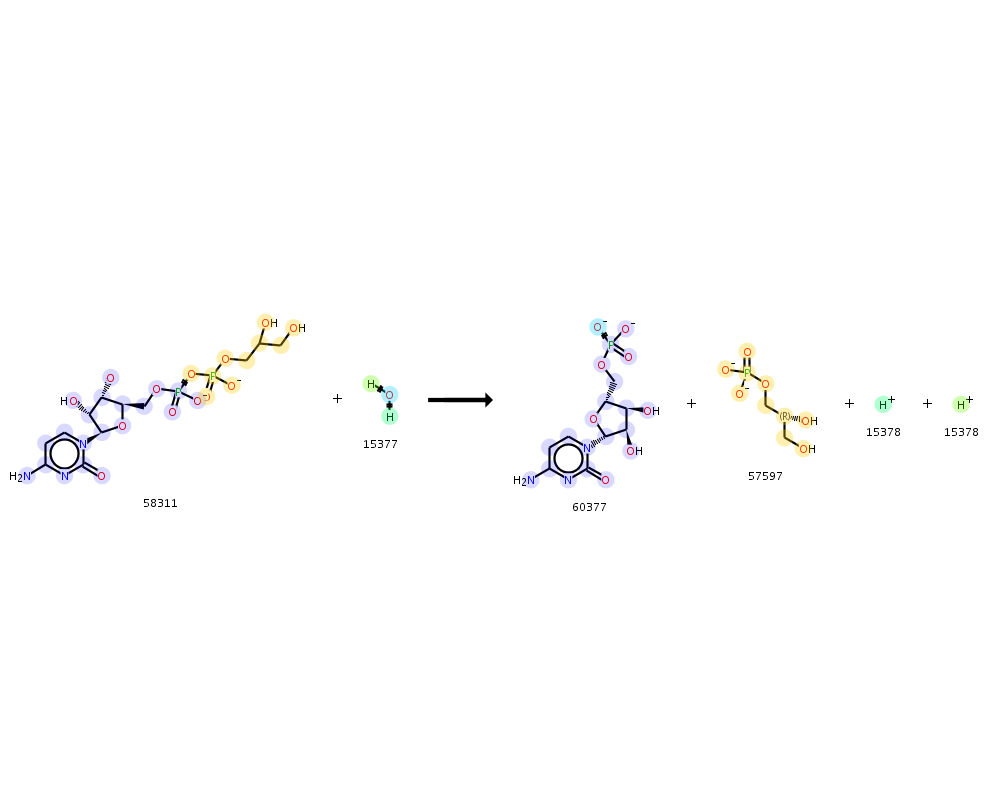 OH
OH
O
O
O
P
O⁻
O
HO
O
P
O⁻
O
O
N
H₂N
N
O
58311
+
H
O
H
15377
O⁻
O⁻
P
O
O
O
OH
OH
N
H₂N
N
O
60377
+
O
O⁻
P
O
O⁻
(R)
OH
OH
57597
+
H⁺
15378
+
H⁺
15378